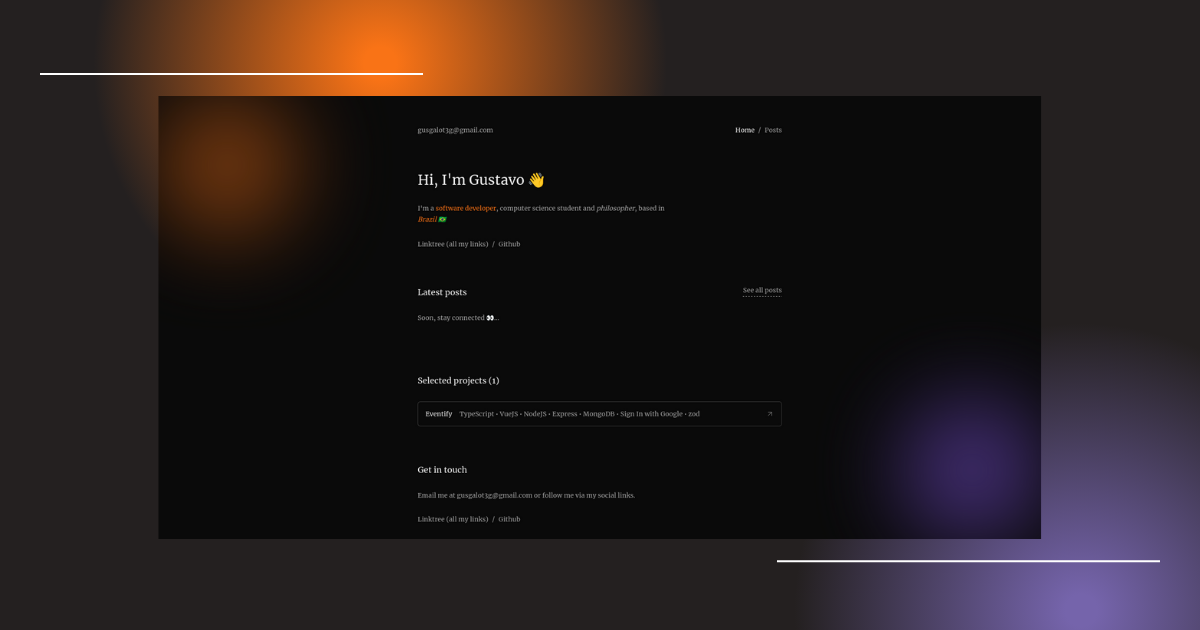 gusgalot3g@gmail.com
Home / Posts
Hi, I'm Gustavo 👋
I'm a software developer, computer science student and philosopher, based in
Brazil 🇧🇷
Linktree (all my links) / Github
Latest posts
See all posts
Soon, stay connected 👀...
Selected projects (1)
Eventify TypeScript • VueJS • NodeJS • Express • MongoDB • Sign In with Google • zod
Get in touch
Email me at gusgalot3g@gmail.com or follow me via my social links.
Linktree (all my links) / Github